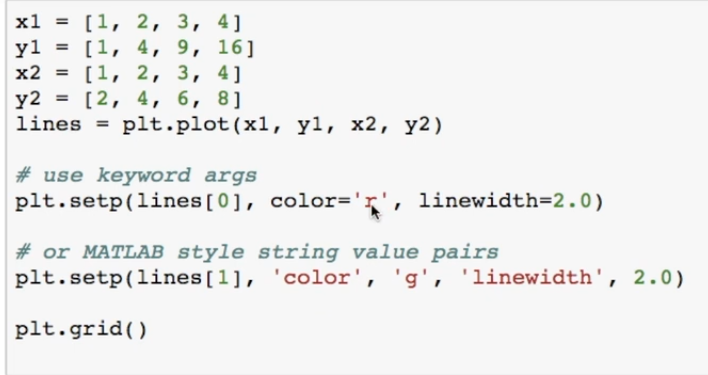 x1 = [1, 2, 3, 4]
y1 = [1, 4, 9, 16]
x2 = [1, 2, 3, 4]
y2 = [2, 4, 6, 8]
lines = plt.plot(x1, y1, x2, y2)
# use keyword args
plt.setp(lines[0], color='r', linewidth=2.0)
# or MATLAB style string value pairs
plt.setp(lines[1], 'color', 'g', 'linewidth', 2.0)
plt.grid()